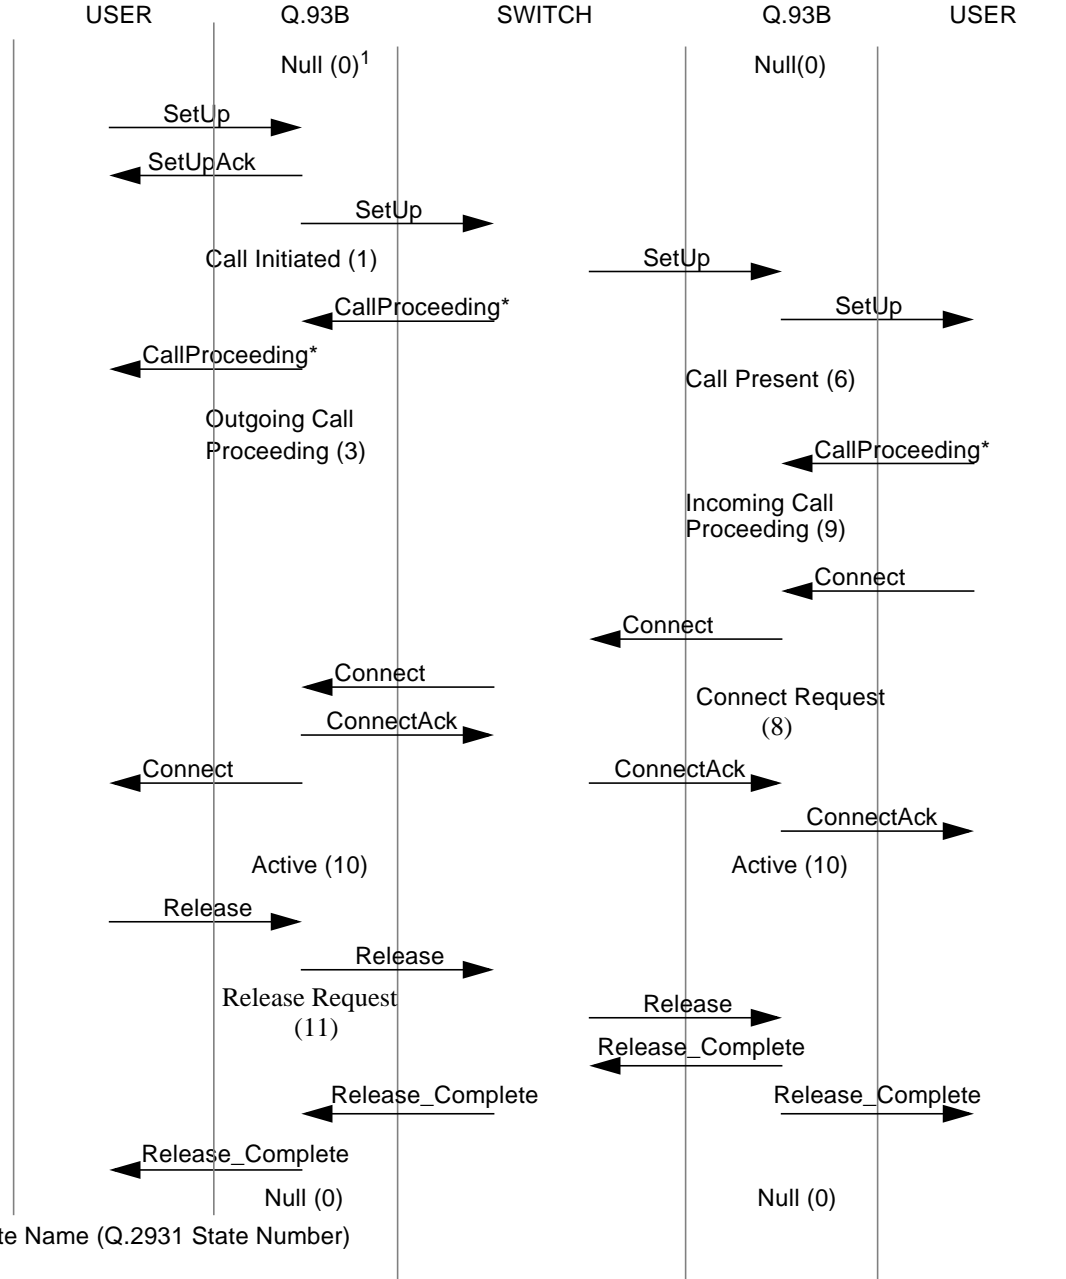 USER Q.93B SWITCH Q.93B USER
Null (0)1 Null(0)
SetUp
SetUpAck
SetUp
Call Initiated (1) SetUp
CallProceeding* SetUp
CallProceeding*
Call Present (6)
Outgoing Call
Proceeding (3) CallProceeding*
Incoming Call
Proceeding (9)
Connect
Connect
Connect
Connect Request
ConnectAck (8)
Connect ConnectAck
ConnectAck
Active (10) Active (10)
Release
Release
Release Request Release
(11)
Release_Complete
Release_Complete Release_Complete
Release_Complete
Null (0) Null (0)
te Name (Q.2931 State Number)